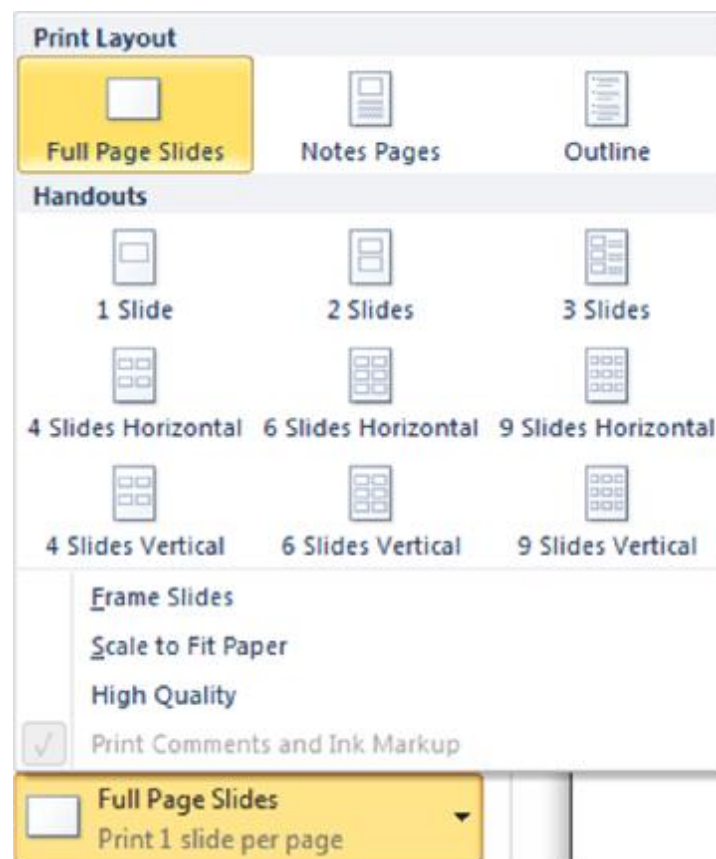 Print Layout
Full Page Slides Notes Pages Outline
Handouts
1 Slide 2 Slides 3 Slides
4 Slides Horizontal 6 Slides Horizontal 9 Slides Horizontal
4 Slides Vertical 6 Slides Vertical 9 Slides Vertical
Frame Slides
Scale to Fit Paper
High Quality
Print Comments and Ink Markup
Full Page Slides
Print 1 slide per page